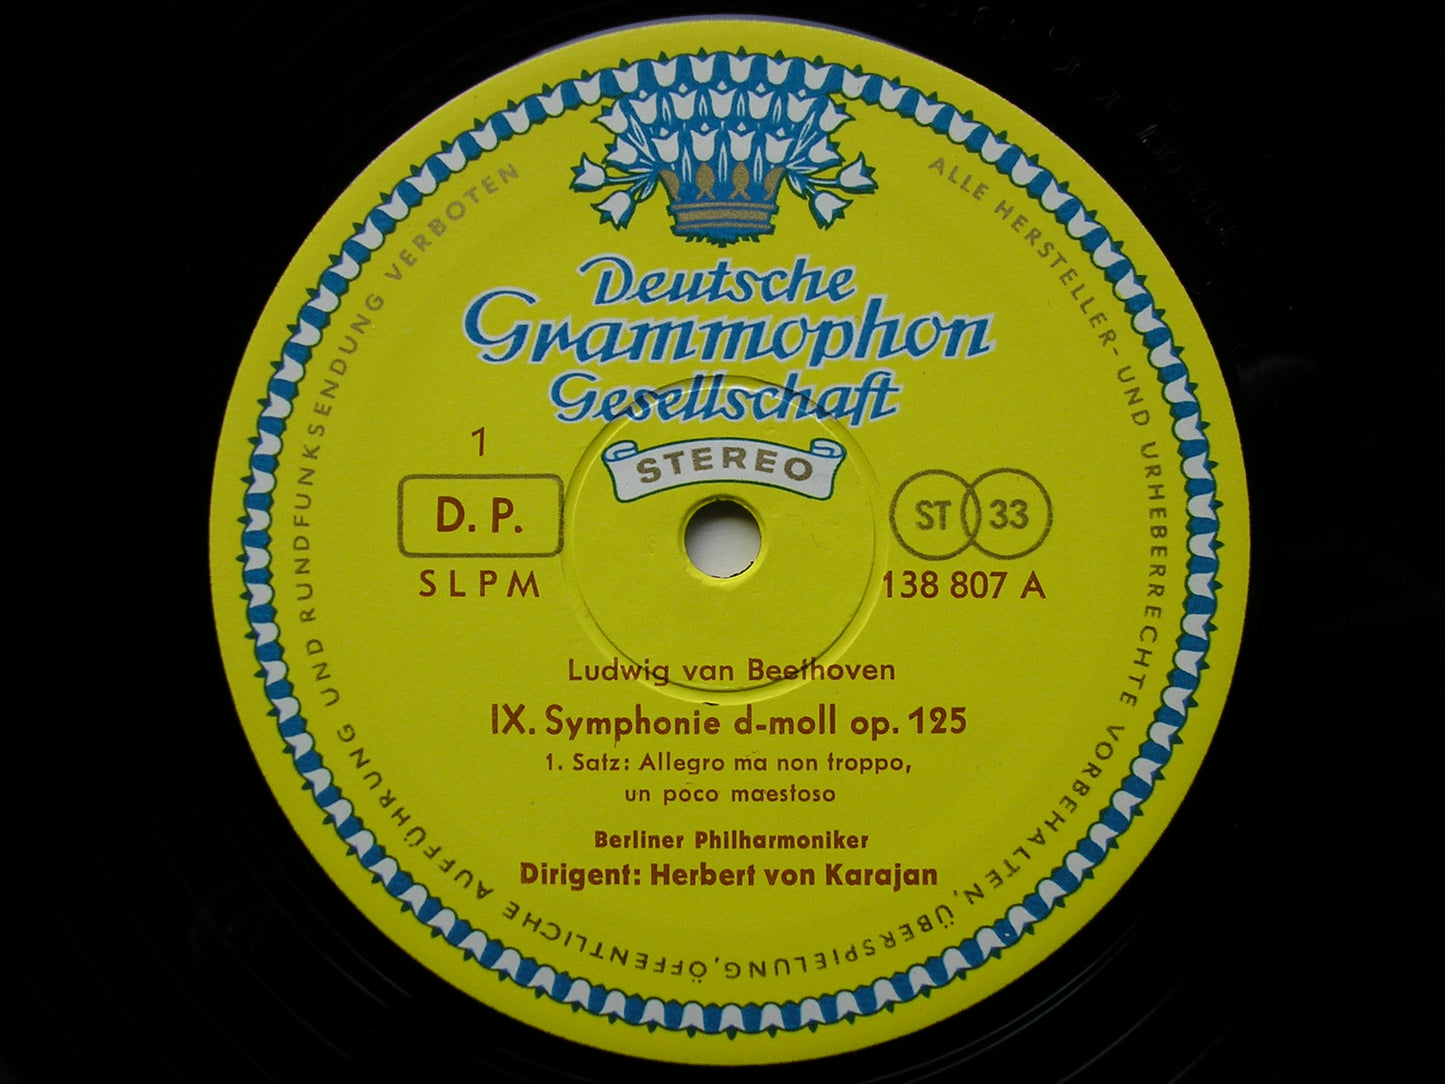 ALLE HERSTELLER- UND URHEBERRECHTE VORBEHALTEN, ÜBERSPIELUNG, ÖFFENTLICHE AUFFÜHRUNG UND RUNDFUNKSENDUNG VERBOTEN
Deutsche
Grammophon
Gesellschaft
STEREO
1
D. P.
ST 33
SLPM
138 807 A
Ludwig van Beethoven
IX. Symphonie d-moll op. 125
1. Satz: Allegro ma non troppo,
un poco maestoso
Berliner Philharmoniker
Dirigent: Herbert von Karajan